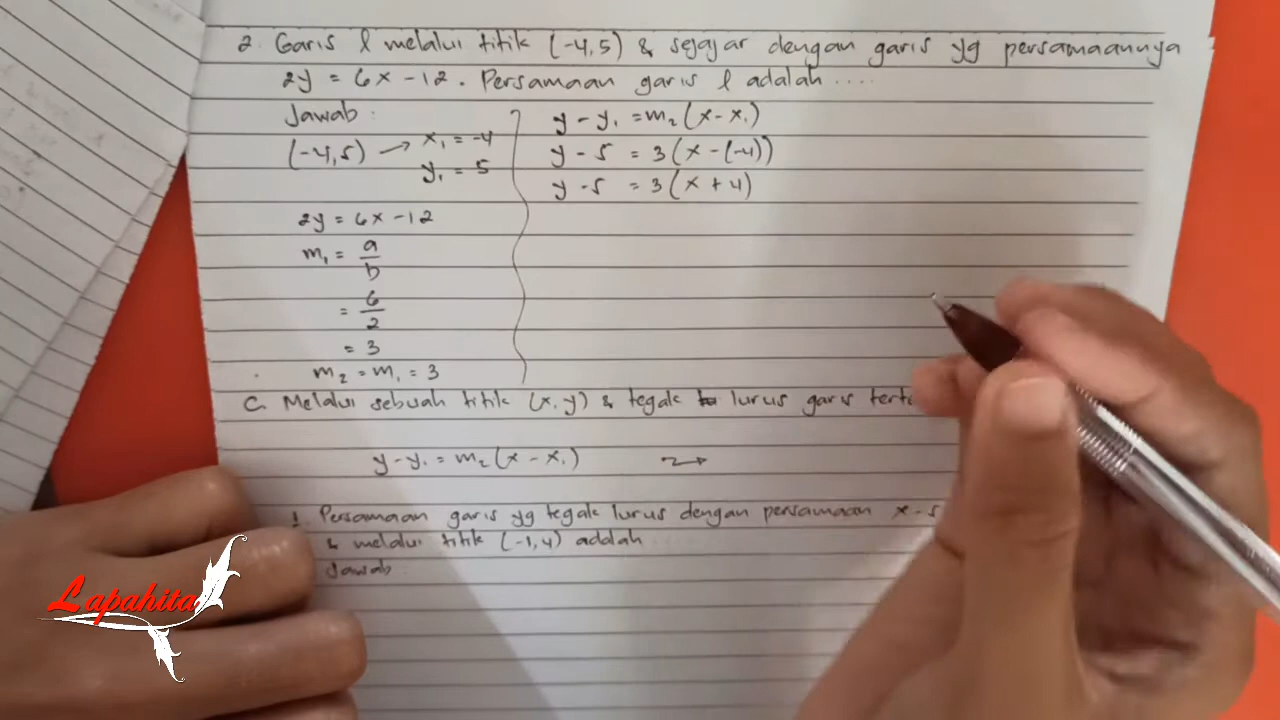 2. Garis l melalui titik (-4,5) & sejajar dengan garis yg persamaannya
2y = 6x - 12. Persamaan garis l adalah ....
Jawab :
(-4,5) → x₁ = -4
y₁ = 5
2y = 6x - 12
m₁ = a/b
= 6/2
= 3
m₂ = m₁ = 3
y - y₁ = m₂(x - x₁)
y - 5 = 3(x - (-4))
y - 5 = 3(x + 4)
C. Melalui sebuah titik (x,y) & tegak lurus garis
y - y₁ = m₂(x - x₁)
1. Persamaan garis yg tegak lurus dengan persamaan x - 5
& melalui titik (-1,4) adalah ...
Jawab :
Lapahita